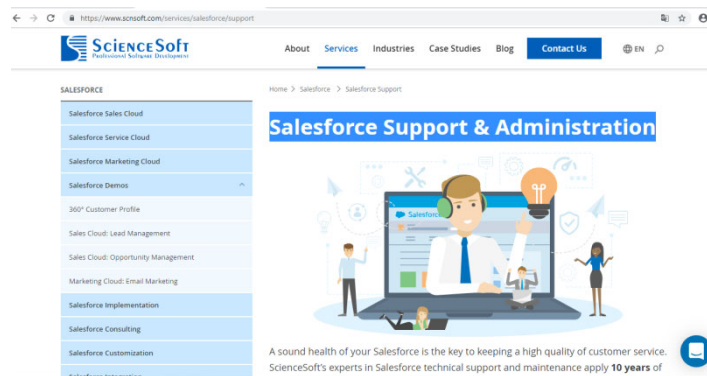 https://www.scnsoft.com/services/salesforce/support
ScienceSoft
Professional Software Development
About Services Industries Case Studies Blog Contact Us EN
SALESFORCE
Salesforce Sales Cloud
Salesforce Service Cloud
Salesforce Marketing Cloud
Salesforce Demos
360° Customer Profile
Sales Cloud: Lead Management
Sales Cloud: Opportunity Management
Marketing Cloud: Email Marketing
Salesforce Implementation
Salesforce Consulting
Salesforce Customization
Salesforce Integration
Home > Salesforce > Salesforce Support
Salesforce Support & Administration
Salesforce
A sound health of your Salesforce is the key to keeping a high quality of customer service.
ScienceSoft's experts in Salesforce technical support and maintenance apply 10 years of